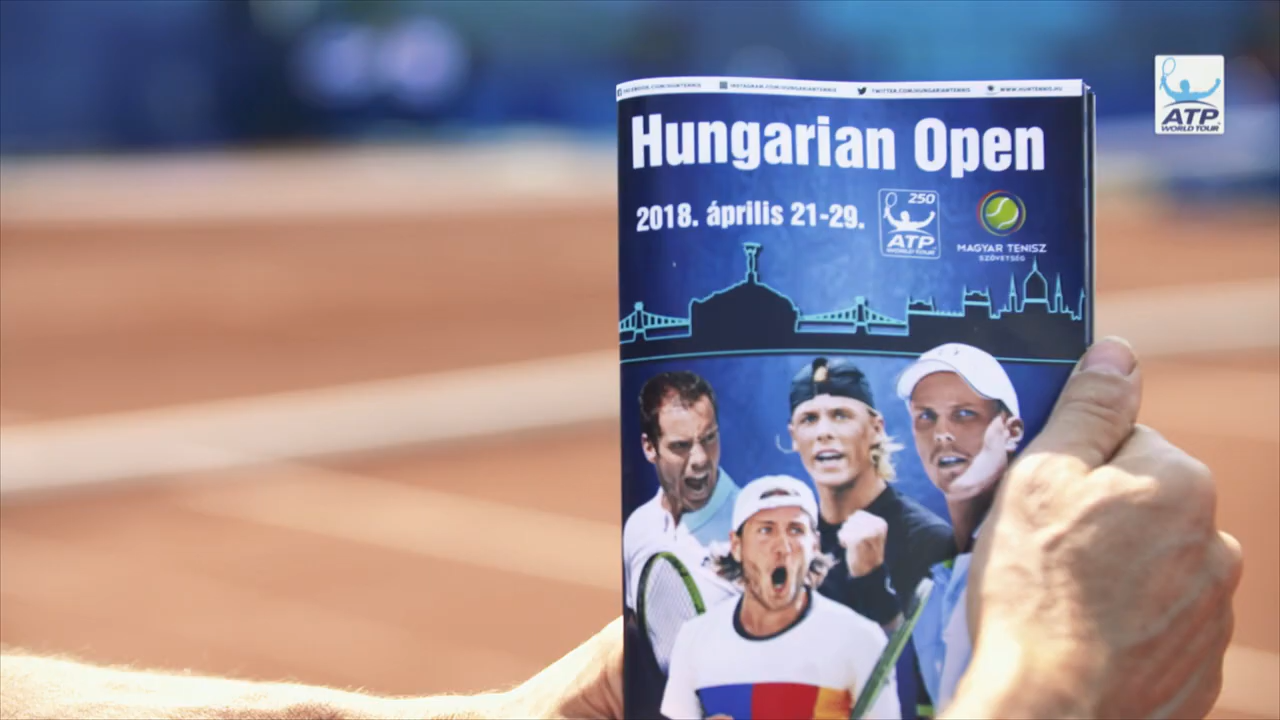 FACEBOOK.COM/HUNTENNIS INSTAGRAM.COM/HUNGARIANTENNIS TWITTER.COM/HUNGARIANTENNIS WWW.HUNTENNIS.HU
Hungarian Open
2018. április 21-29.
250
ATP
WORLD TOUR
MAGYAR TENISZ
SZÖVETSÉG
ATP
WORLD TOUR